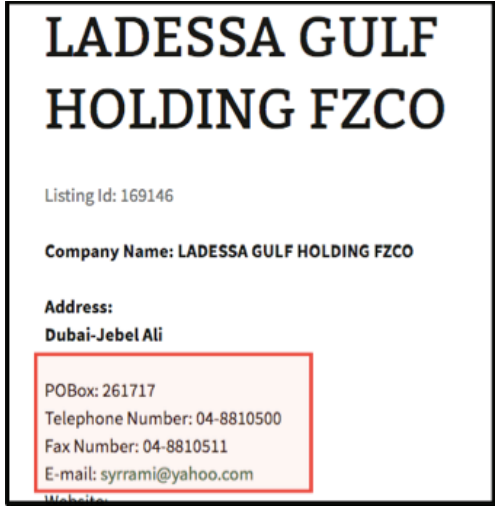 LADESSA GULF
HOLDING FZCO
Listing Id: 169146
Company Name: LADESSA GULF HOLDING FZCO
Address:
Dubai-Jebel Ali
POBox: 261717
Telephone Number: 04-8810500
Fax Number: 04-8810511
E-mail: syrrami@yahoo.com
Website: